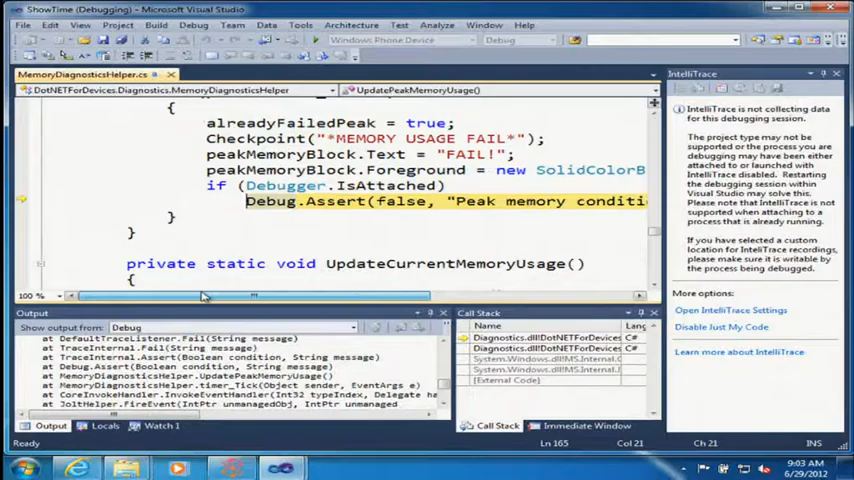 ShowTime (Debugging) - Microsoft Visual Studio
File Edit View Project Build Debug Team Data Tools Architecture Test Analyze Window Help
Windows Phone Device Debug
MemoryDiagnosticsHelper.cs
DotNETForDevices.Diagnostics.MemoryDiagnosticsHelper UpdatePeakMemoryUsage()
{
alreadyFailedPeak = true;
Checkpoint("*MEMORY USAGE FAIL*");
peakMemoryBlock.Text = "FAIL!";
peakMemoryBlock.Foreground = new SolidColorB
if (Debugger.IsAttached)
Debug.Assert(false, "Peak memory conditi
}
}
private static void UpdateCurrentMemoryUsage()
{
100 %
Output
Show output from: Debug
at DefaultTraceListener.Fail(String message)
at TraceInternal.Fail(String message)
at TraceInternal.Assert(Boolean condition, String message)
at Debug.Assert(Boolean condition, String message)
at MemoryDiagnosticsHelper.UpdatePeakMemoryUsage()
at MemoryDiagnosticsHelper.timer_Tick(Object sender, EventArgs e)
at CoreInvokeHandler.InvokeEventHandler(Int32 typeIndex, Delegate ha
at JoltHelper.FireEvent(IntPtr unmanagedObj, IntPtr unmanaged
Output Locals Watch 1
Call Stack
Name Lang
Diagnostics.dll!DotNETForDevices C#
Diagnostics.dll!DotNETForDevices C#
System.Windows.dll!MS.Internal.C
System.Windows.dll!MS.Internal.
[External Code]
Call Stack Immediate Window
IntelliTrace
IntelliTrace is not collecting data for this debugging session.
The project type may not be supported or the process you are debugging may have been either attached to or launched with IntelliTrace disabled. Restarting the debugging session within Visual Studio may solve this. Please note that IntelliTrace is not supported when attaching to a process that is already running.
If you have selected a custom location for IntelliTrace recordings, please make sure it is writable by the process being debugged.
More options:
Open IntelliTrace Settings
Disable Just My Code
Learn more about IntelliTrace
Ready Ln 165 Col 21 Ch 21 INS
9:03 AM
6/29/2012